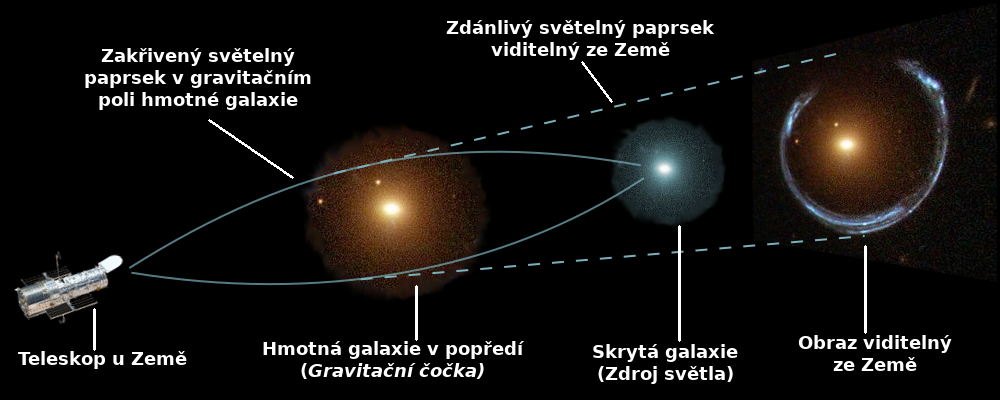 Zdánlivý světelný paprsek
viditelný ze Země
Zakřivený světelný
paprsek v gravitačním
poli hmotné galaxie
Teleskop u Země
Hmotná galaxie v popředí
(Gravitační čočka)
Skrytá galaxie
(Zdroj světla)
Obraz viditelný
ze Země